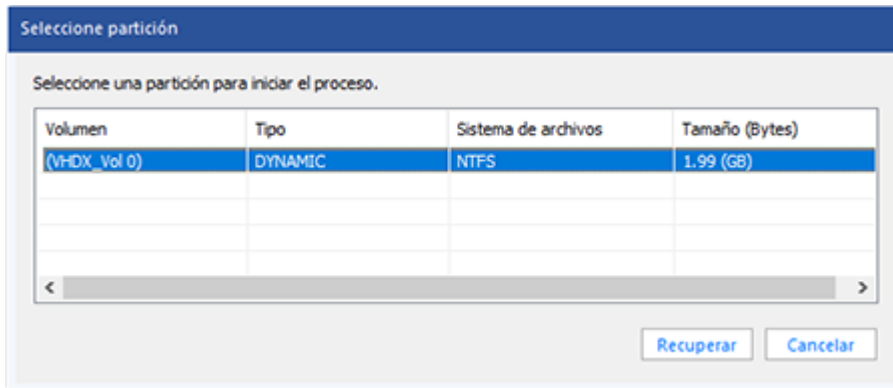 Seleccione partición
Seleccione una partición para iniciar el proceso.
Volumen Tipo Sistema de archivos Tamaño (Bytes)
(VHDX_Vol 0) DYNAMIC NTFS 1.99 (GB)
Recuperar Cancelar